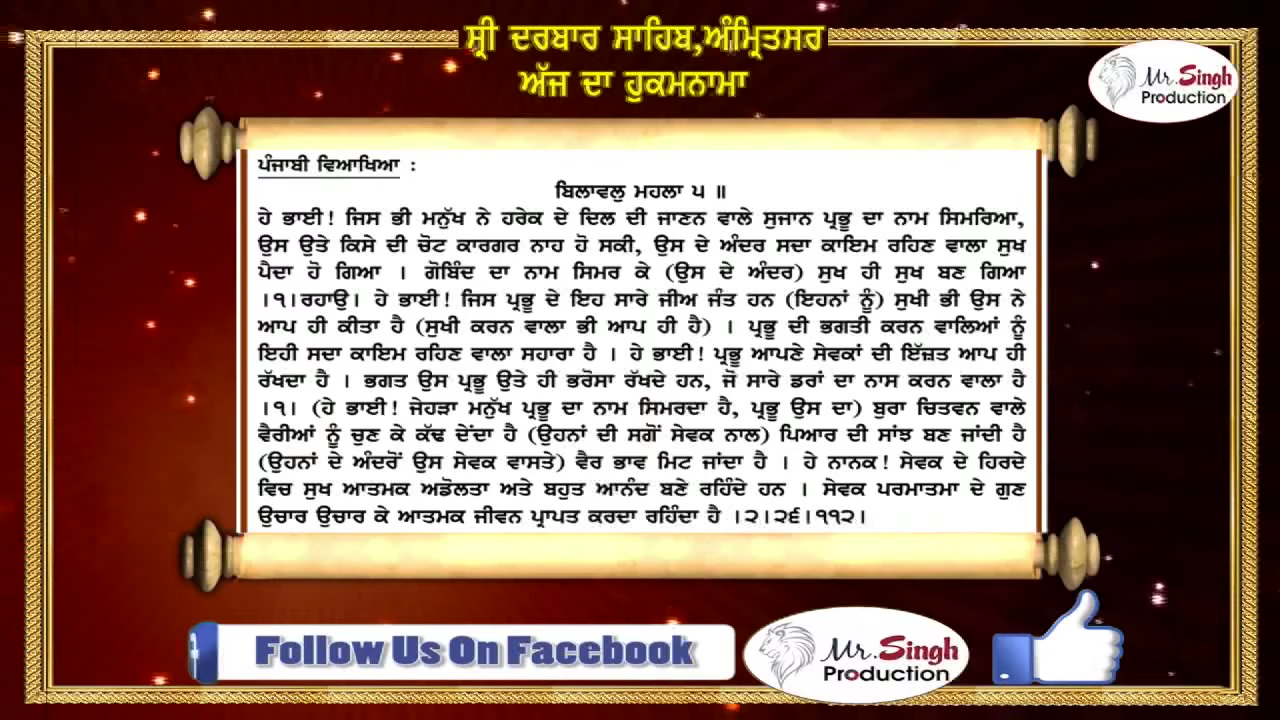 ਸ੍ਰੀ ਦਰਬਾਰ ਸਾਹਿਬ,ਅੰਮ੍ਰਿਤਸਰ
ਅੱਜ ਦਾ ਹੁਕਮਨਾਮਾ
Mr.Singh
Production
ਪੰਜਾਬੀ ਵਿਆਖਿਆ :
ਬਿਲਾਵਲੁ ਮਹਲਾ ੫ ॥
ਹੇ ਭਾਈ! ਜਿਸ ਭੀ ਮਨੁੱਖ ਨੇ ਹਰੇਕ ਦੇ ਦਿਲ ਦੀ ਜਾਣਨ ਵਾਲੇ ਸੁਜਾਨ ਪ੍ਰਭੂ ਦਾ ਨਾਮ ਸਿਮਰਿਆ,
ਉਸ ਉਤੇ ਕਿਸੇ ਦੀ ਚੋਟ ਕਾਰਗਰ ਨਾਹ ਹੋ ਸਕੀ, ਉਸ ਦੇ ਅੰਦਰ ਸਦਾ ਕਾਇਮ ਰਹਿਣ ਵਾਲਾ ਸੁਖ
ਪੈਦਾ ਹੋ ਗਿਆ । ਗੋਬਿੰਦ ਦਾ ਨਾਮ ਸਿਮਰ ਕੇ (ਉਸ ਦੇ ਅੰਦਰ) ਸੁਖ ਹੀ ਸੁਖ ਬਣ ਗਿਆ
।੧।ਰਹਾਉ। ਹੇ ਭਾਈ! ਜਿਸ ਪ੍ਰਭੂ ਦੇ ਇਹ ਸਾਰੇ ਜੀਅ ਜੰਤ ਹਨ (ਇਹਨਾਂ ਨੂੰ) ਸੁਖੀ ਭੀ ਉਸ ਨੇ
ਆਪ ਹੀ ਕੀਤਾ ਹੈ (ਸੁਖੀ ਕਰਨ ਵਾਲਾ ਭੀ ਆਪ ਹੀ ਹੈ) । ਪ੍ਰਭੂ ਦੀ ਭਗਤੀ ਕਰਨ ਵਾਲਿਆਂ ਨੂੰ
ਇਹੀ ਸਦਾ ਕਾਇਮ ਰਹਿਣ ਵਾਲਾ ਸਹਾਰਾ ਹੈ । ਹੇ ਭਾਈ! ਪ੍ਰਭੂ ਆਪਣੇ ਸੇਵਕਾਂ ਦੀ ਇੱਜ਼ਤ ਆਪ ਹੀ
ਰੱਖਦਾ ਹੈ । ਭਗਤ ਉਸ ਪ੍ਰਭੂ ਉਤੇ ਹੀ ਭਰੋਸਾ ਰੱਖਦੇ ਹਨ, ਜੋ ਸਾਰੇ ਡਰਾਂ ਦਾ ਨਾਸ ਕਰਨ ਵਾਲਾ ਹੈ
।੧। (ਹੇ ਭਾਈ! ਜੇਹੜਾ ਮਨੁੱਖ ਪ੍ਰਭੂ ਦਾ ਨਾਮ ਸਿਮਰਦਾ ਹੈ, ਪ੍ਰਭੂ ਉਸ ਦਾ) ਬੁਰਾ ਚਿਤਵਨ ਵਾਲੇ
ਵੈਰੀਆਂ ਨੂੰ ਚੁਣ ਕੇ ਕੱਢ ਦੇਂਦਾ ਹੈ (ਉਹਨਾਂ ਦੀ ਸਗੋਂ ਸੇਵਕ ਨਾਲ) ਪਿਆਰ ਦੀ ਸਾਂਝ ਬਣ ਜਾਂਦੀ ਹੈ
(ਉਹਨਾਂ ਦੇ ਅੰਦਰੋਂ ਉਸ ਸੇਵਕ ਵਾਸਤੇ) ਵੈਰ ਭਾਵ ਮਿਟ ਜਾਂਦਾ ਹੈ । ਹੇ ਨਾਨਕ! ਸੇਵਕ ਦੇ ਹਿਰਦੇ
ਵਿਚ ਸੁਖ ਆਤਮਕ ਅਡੋਲਤਾ ਅਤੇ ਬਹੁਤ ਆਨੰਦ ਬਣੇ ਰਹਿੰਦੇ ਹਨ । ਸੇਵਕ ਪਰਮਾਤਮਾ ਦੇ ਗੁਣ
ਉਚਾਰ ਉਚਾਰ ਕੇ ਆਤਮਕ ਜੀਵਨ ਪ੍ਰਾਪਤ ਕਰਦਾ ਰਹਿੰਦਾ ਹੈ ।੨।੨੬।੧੧੨।
Follow Us On Facebook
Mr.Singh
Production